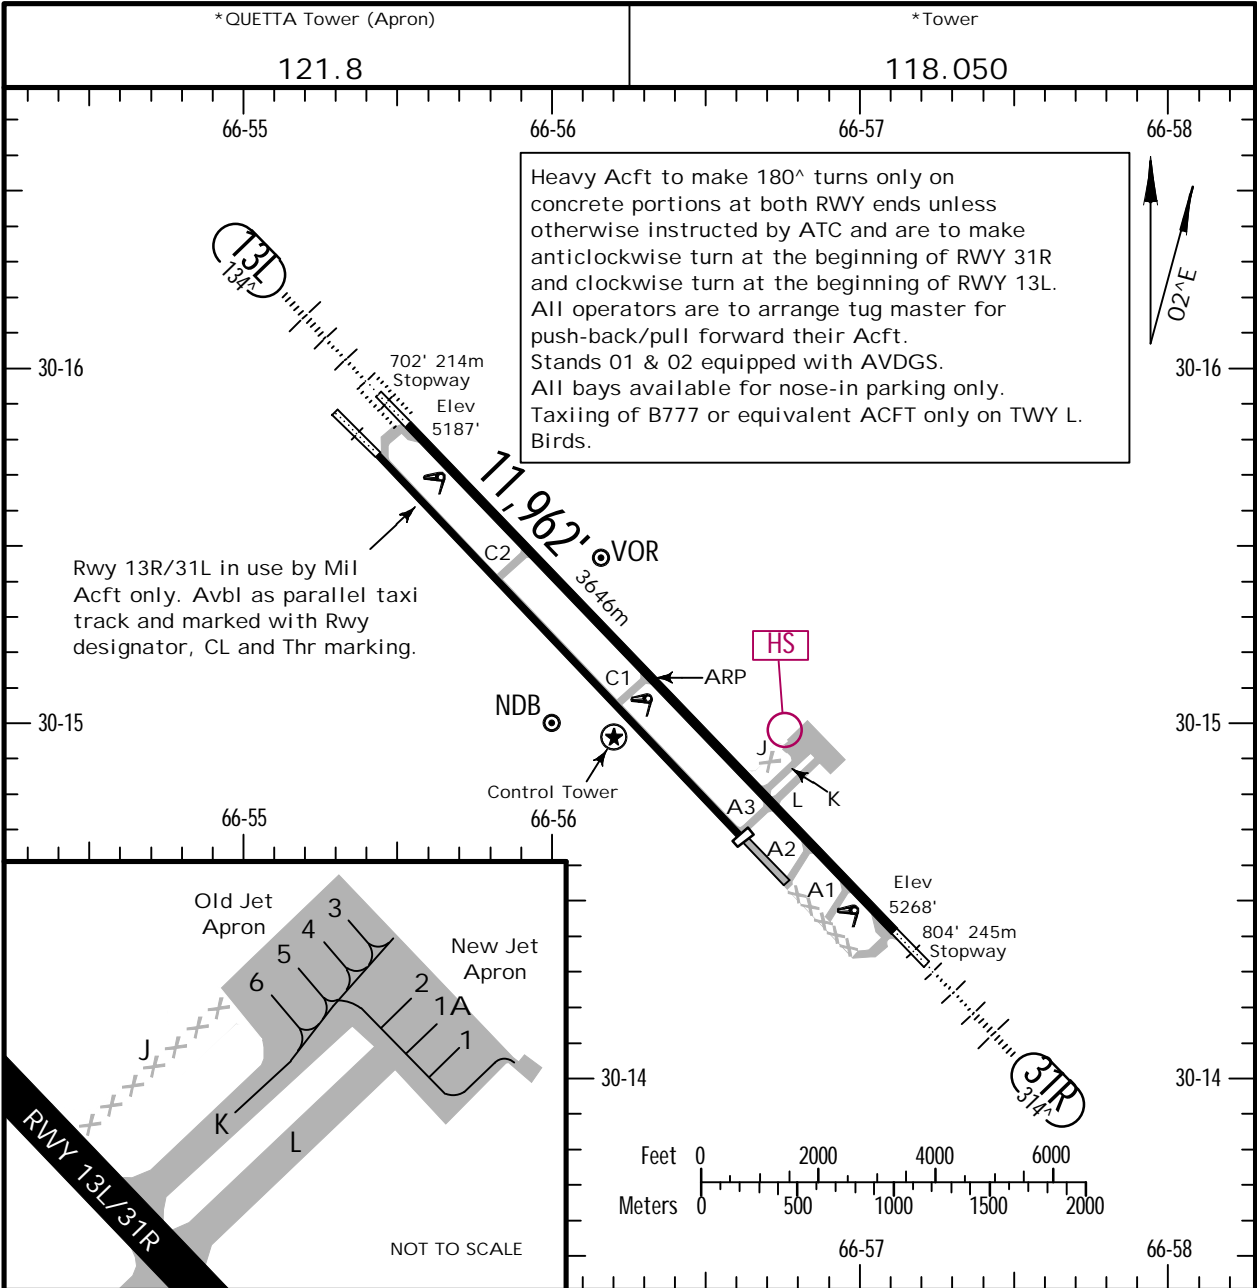 *QUETTA Tower (Apron)
121.8
*Tower
118.050
66-55
66-56
66-57
66-58
Heavy Acft to make 180^ turns only on
concrete portions at both RWY ends unless
otherwise instructed by ATC and are to make
anticlockwise turn at the beginning of RWY 31R
and clockwise turn at the beginning of RWY 13L.
All operators are to arrange tug master for
push-back/pull forward their Acft.
Stands 01 & 02 equipped with AVDGS.
All bays available for nose-in parking only.
Taxiing of B777 or equivalent ACFT only on TWY L.
Birds.
02^E
13L
134^
30-16
30-16
702' 214m
Stopway
Elev
5187'
11,962'
3646m
VOR
C2
Rwy 13R/31L in use by Mil
Acft only. Avbl as parallel taxi
track and marked with Rwy
designator, CL and Thr marking.
HS
C1
ARP
NDB
30-15
30-15
J
Control Tower
K
L
A3
A2
A1
66-55
66-56
Elev
5268'
804' 245m
Stopway
31R
314^
30-14
30-14
Old Jet
Apron
New Jet
Apron
3
4
5
6
2
1A
1
J
K
L
RWY 13L/31R
NOT TO SCALE
Feet 0 2000 4000 6000
Meters 0 500 1000 1500 2000
66-57
66-58